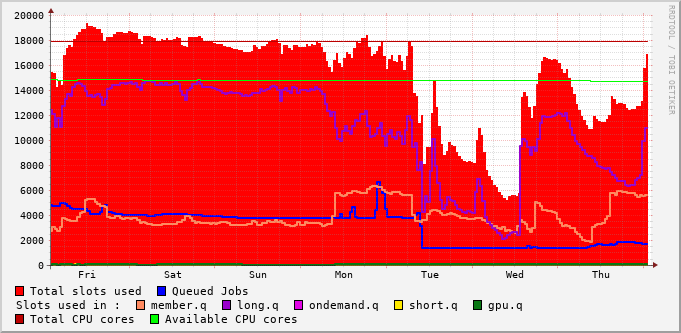 20000
18000
16000
14000
12000
10000
8000
6000
4000
2000
0
Fri Sat Sun Mon Tue Wed Thu
RRDTOOL / TOBI OETIKER
Total slots used Queued Jobs
Slots used in : member.q long.q ondemand.q short.q gpu.q
Total CPU cores Available CPU cores